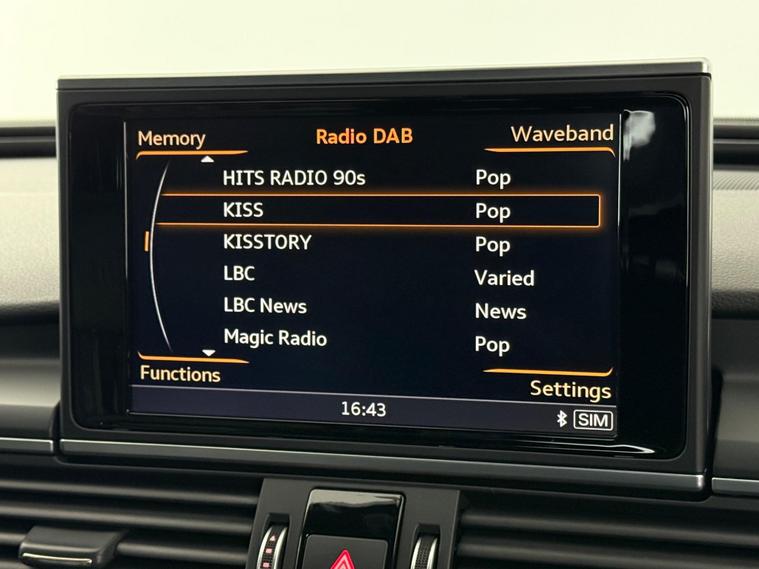 Memory Radio DAB Waveband
HITS RADIO 90s Pop
KISS Pop
KISSTORY Pop
LBC Varied
LBC News News
Magic Radio Pop
Functions Settings
16:43 SIM